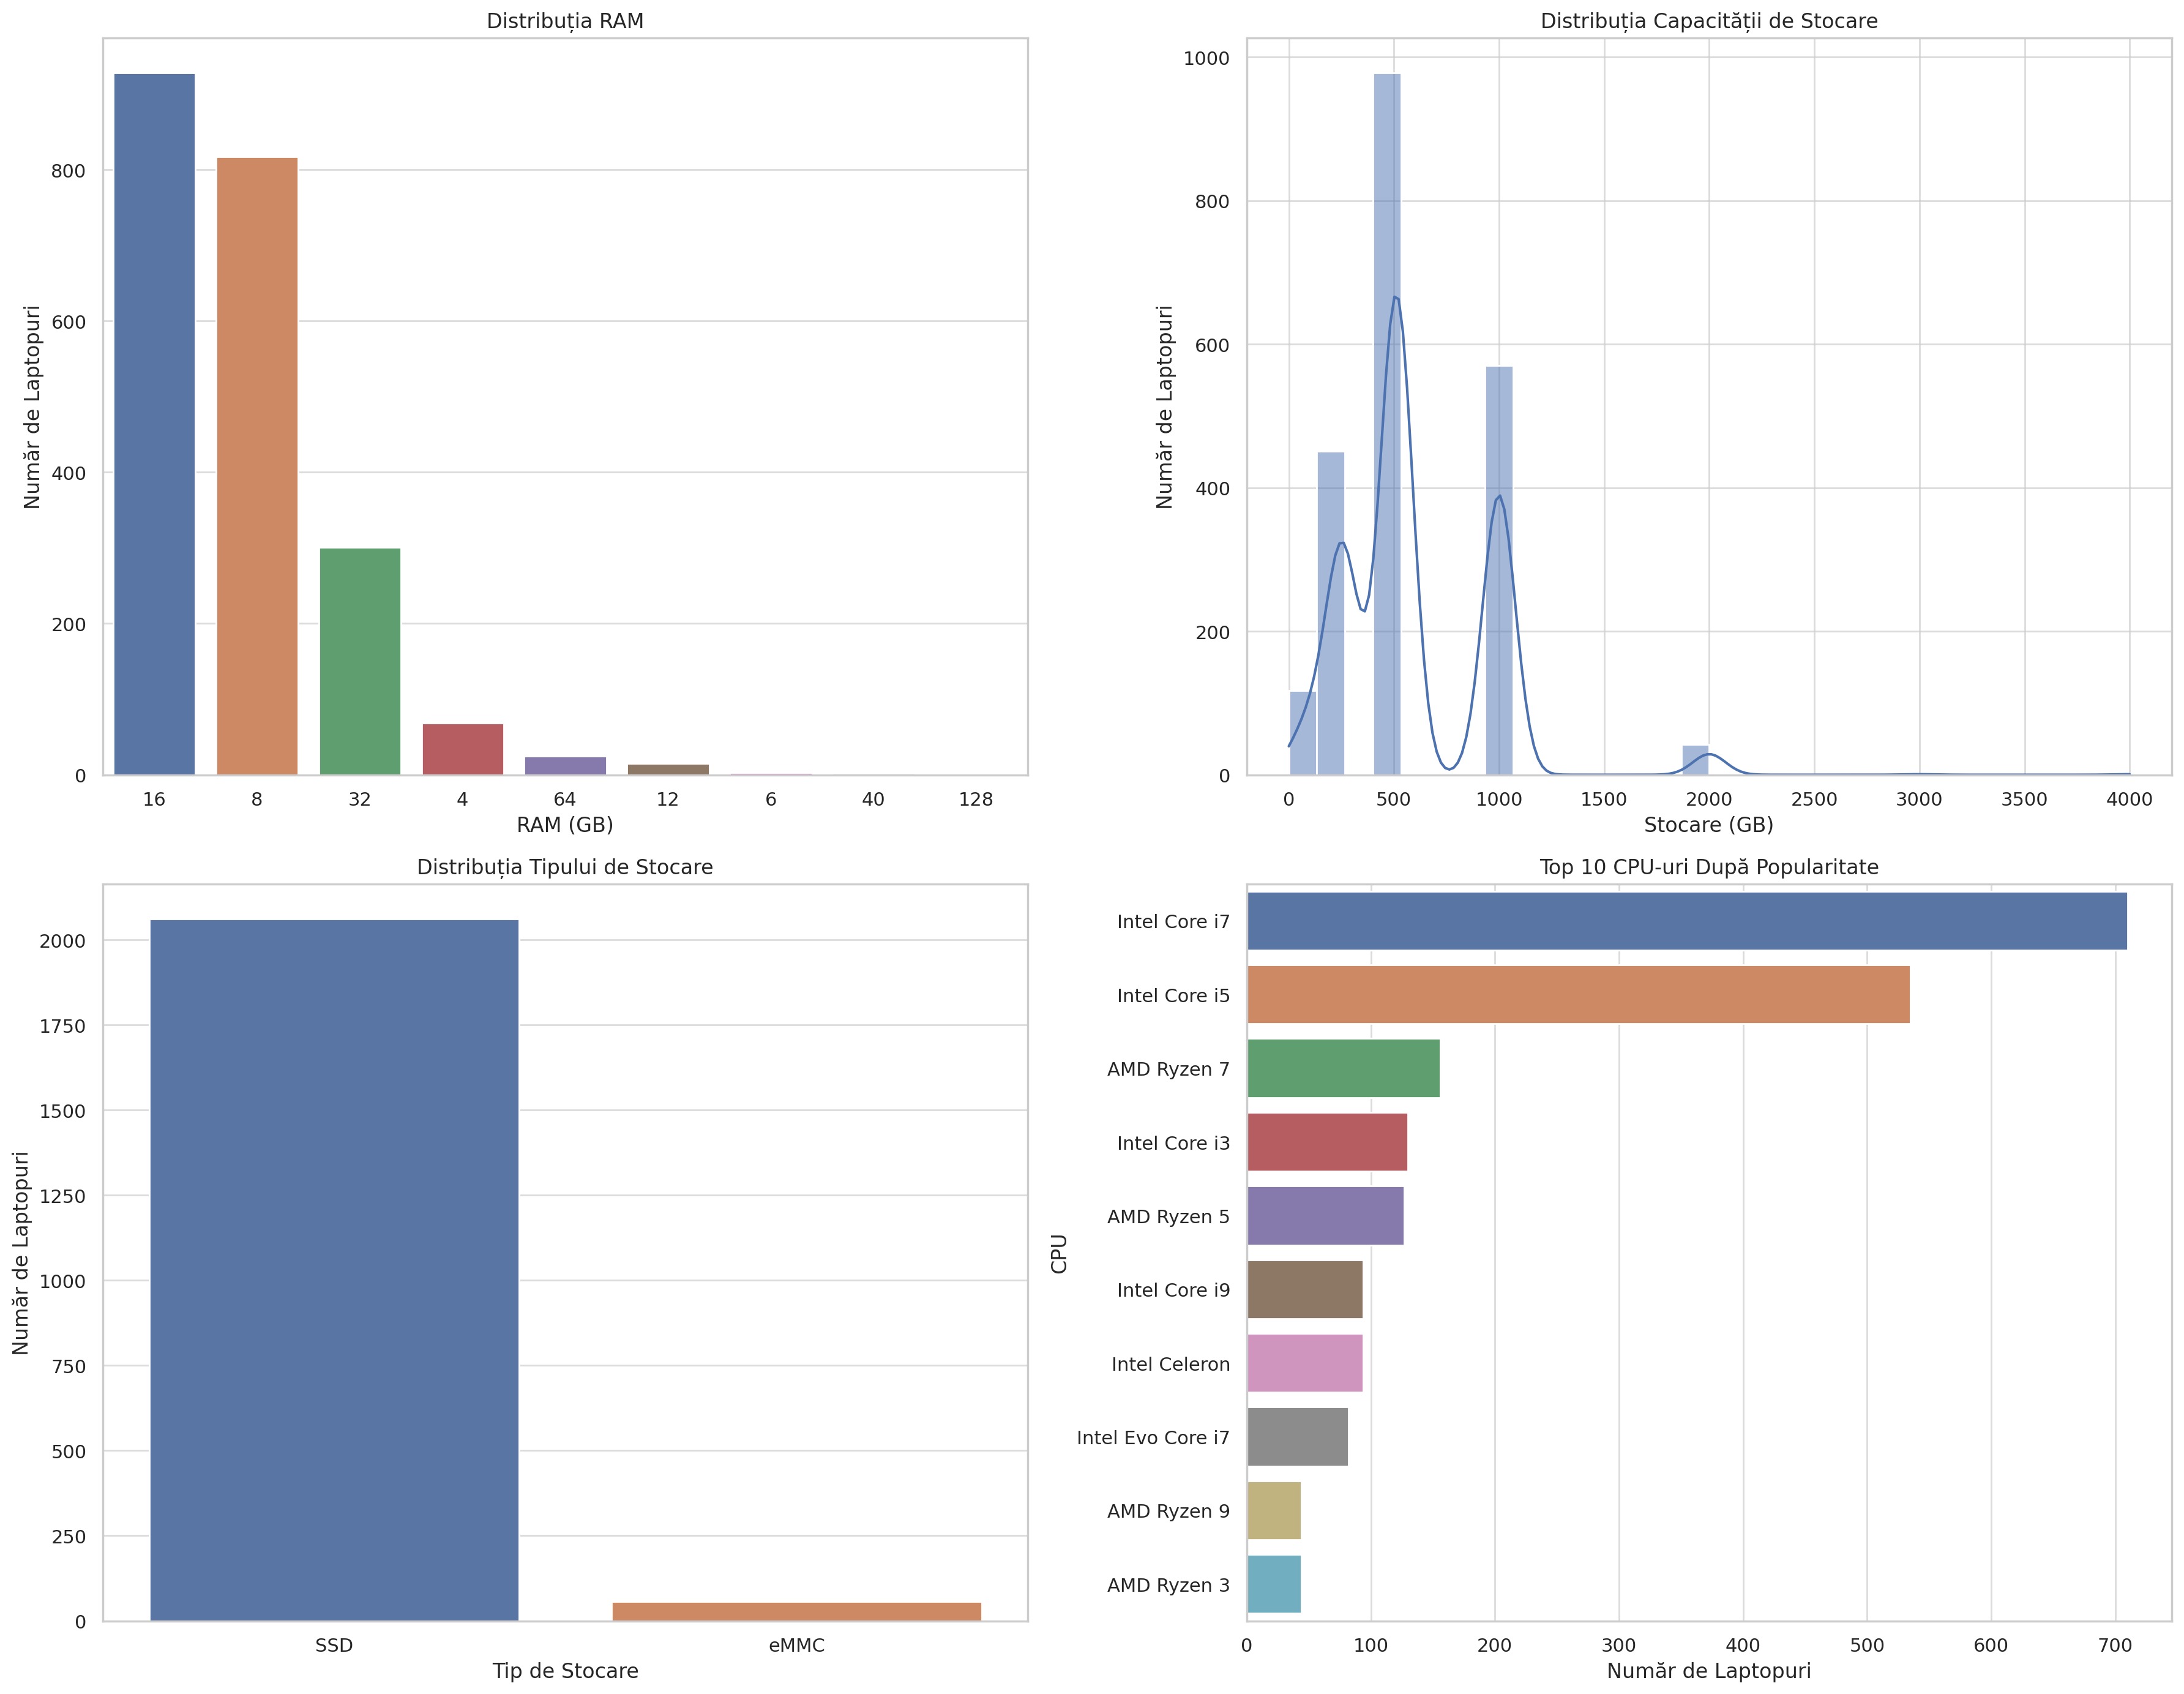 Distribuția RAM
Număr de Laptopuri
800
600
400
200
0
16 8 32 4 64 12 6 40 128
RAM (GB)
Distribuția Capacității de Stocare
Număr de Laptopuri
1000
800
600
400
200
0
0 500 1000 1500 2000 2500 3000 3500 4000
Stocare (GB)
Distribuția Tipului de Stocare
Număr de Laptopuri
2000
1750
1500
1250
1000
750
500
250
0
SSD eMMC
Tip de Stocare
Top 10 CPU-uri După Popularitate
CPU
Intel Core i7
Intel Core i5
AMD Ryzen 7
Intel Core i3
AMD Ryzen 5
Intel Core i9
Intel Celeron
Intel Evo Core i7
AMD Ryzen 9
AMD Ryzen 3
0 100 200 300 400 500 600 700
Număr de Laptopuri